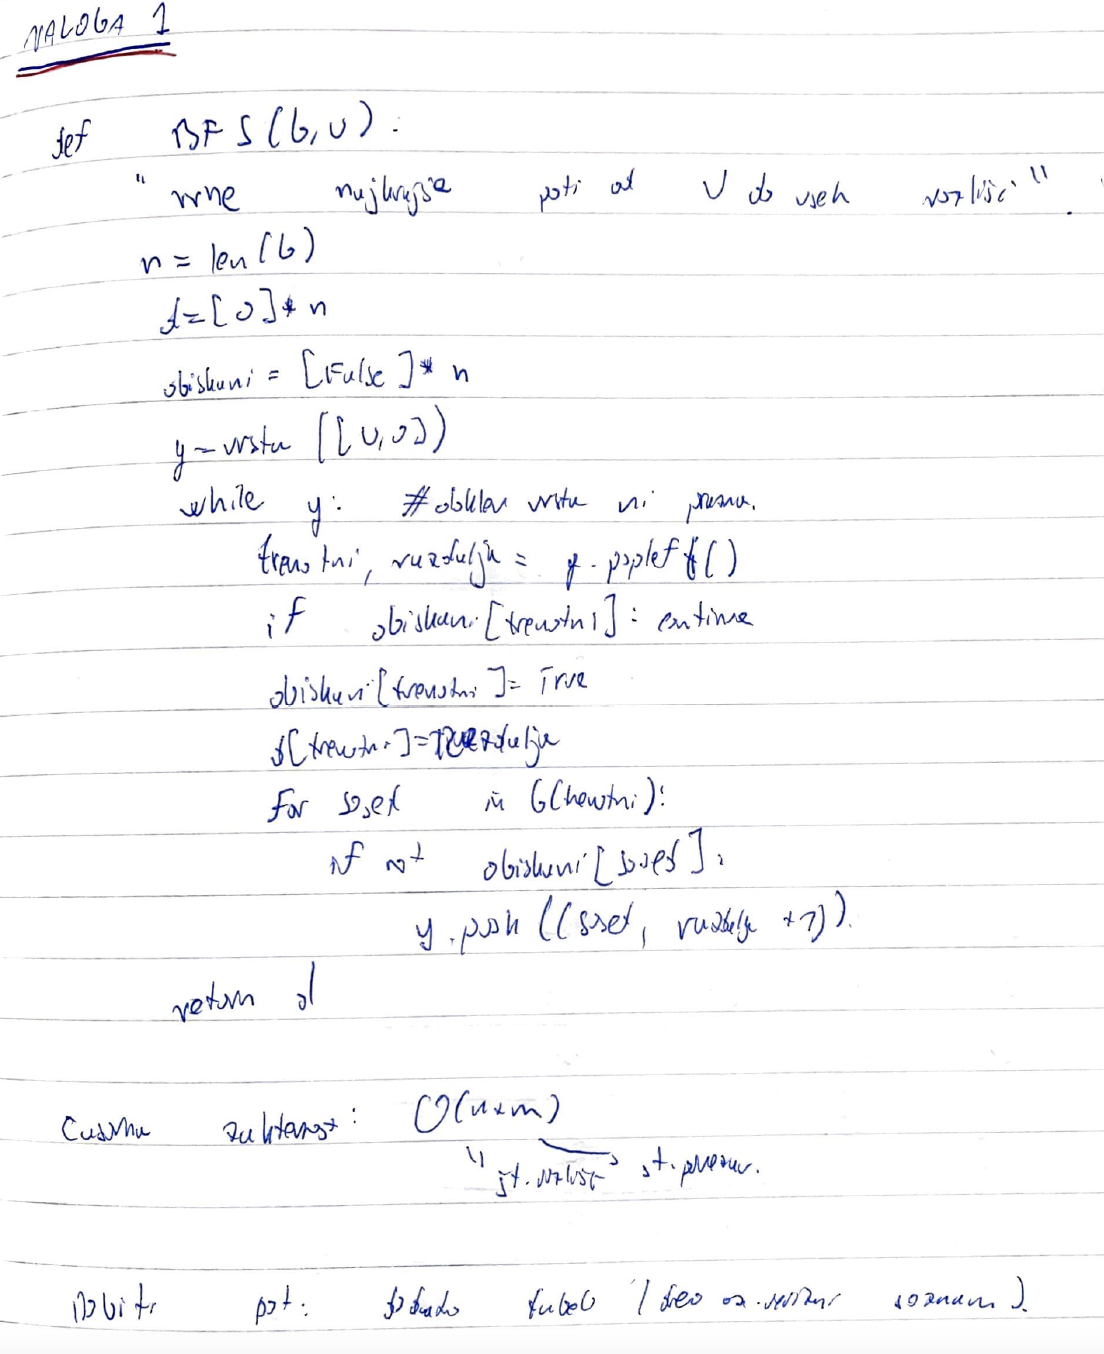 NALOGA 1
def BFS(G, u):
" vrne najkrajše poti od u do vseh vozlišč ".
n = len(G)
d = [0] * n
obiskani = [False] * n
y = vrsta ([u, 0])
while y: # dokler vrsta ni prazna.
trenutni, razdalja = y.popleft()
if obiskani [trenutni]: continue
obiskani [trenutni] = True
d[trenutni] = razdalja
for sosed in G(trenutni):
if not obiskani [sosed]:
y.push ((sosed, razdalja +1)).
return d
Časovna zahtevnost: O(n+m)
št. vozlišč št. povezav.
Dobiti pot: dodamo tabelo (drevo oz. seznam)